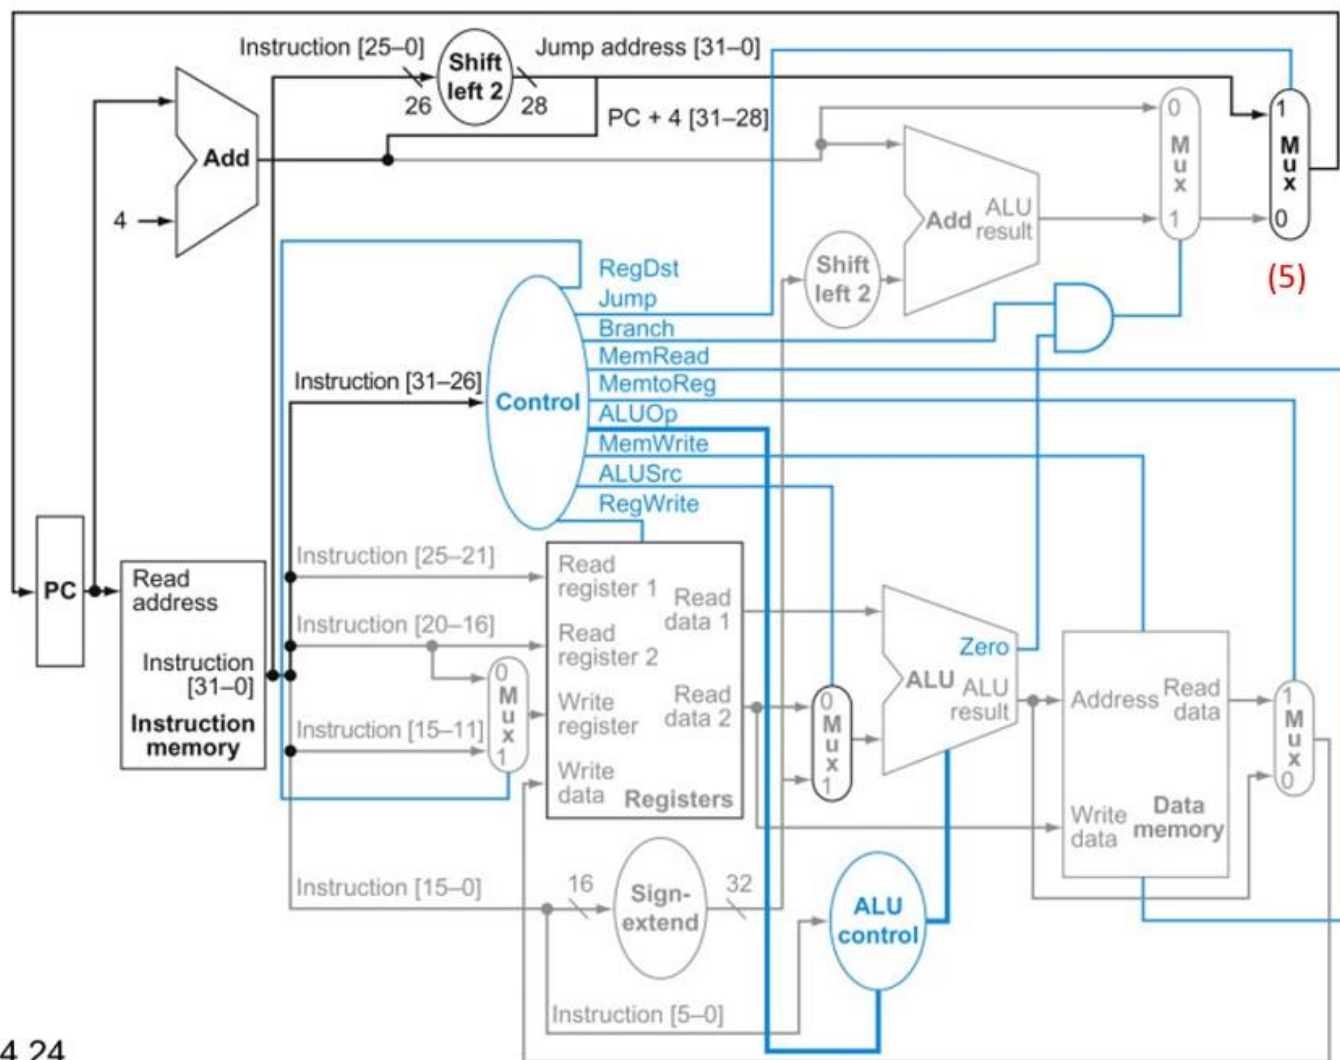 Instruction [25–0]
Shift
left 2
Jump address [31–0]
26
28
PC + 4 [31–28]
Add
4
0
M
u
x
1
1
M
u
x
0
(5)
Add
ALU
result
Shift
left 2
RegDst
Jump
Branch
MemRead
MemtoReg
ALUOp
MemWrite
ALUSrc
RegWrite
Instruction [31–26]
Control
PC
Read
address
Instruction
[31–0]
Instruction
memory
Instruction [25–21]
Instruction [20–16]
Instruction [15–11]
0
M
u
x
1
Read
register 1
Read
register 2
Write
register
Write
data
Read
data 1
Read
data 2
Registers
0
M
u
x
1
Zero
ALU
ALU
result
Address
Read
data
Write
data
Data
memory
1
M
u
x
0
Instruction [15–0]
16
Sign-
extend
32
ALU
control
Instruction [5–0]
4.24